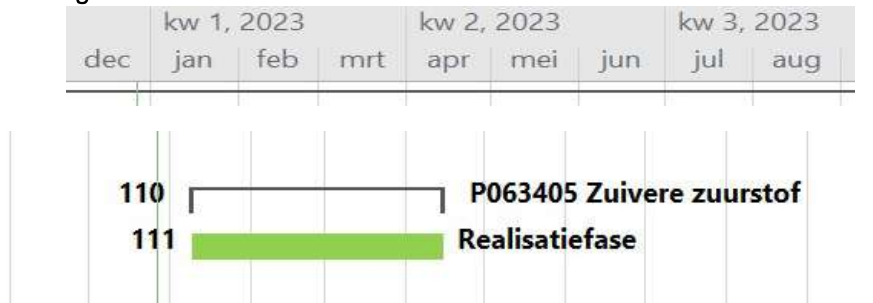 kw 1, 2023 kw 2, 2023 kw 3, 2023
dec jan feb mrt apr mei jun jul aug
110 P063405 Zuivere zuurstof
111 Realisatiefase